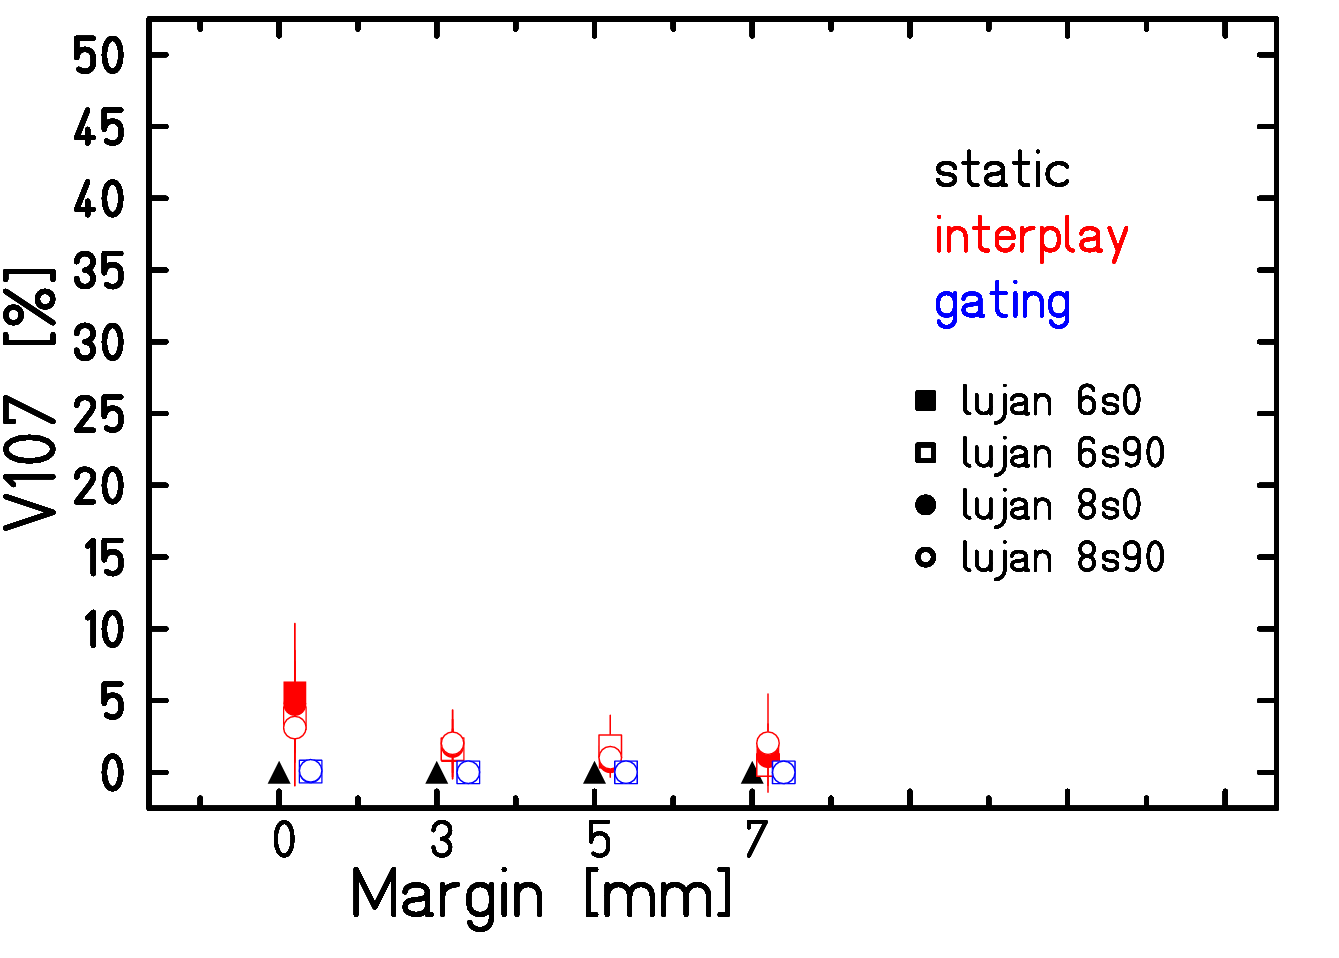 50
45
40
35
30
25
20
15
10
5
0
V107 [%]
static
interplay
gating
lujan 6s0
lujan 6s90
lujan 8s0
lujan 8s90
0 3 5 7
Margin [mm]